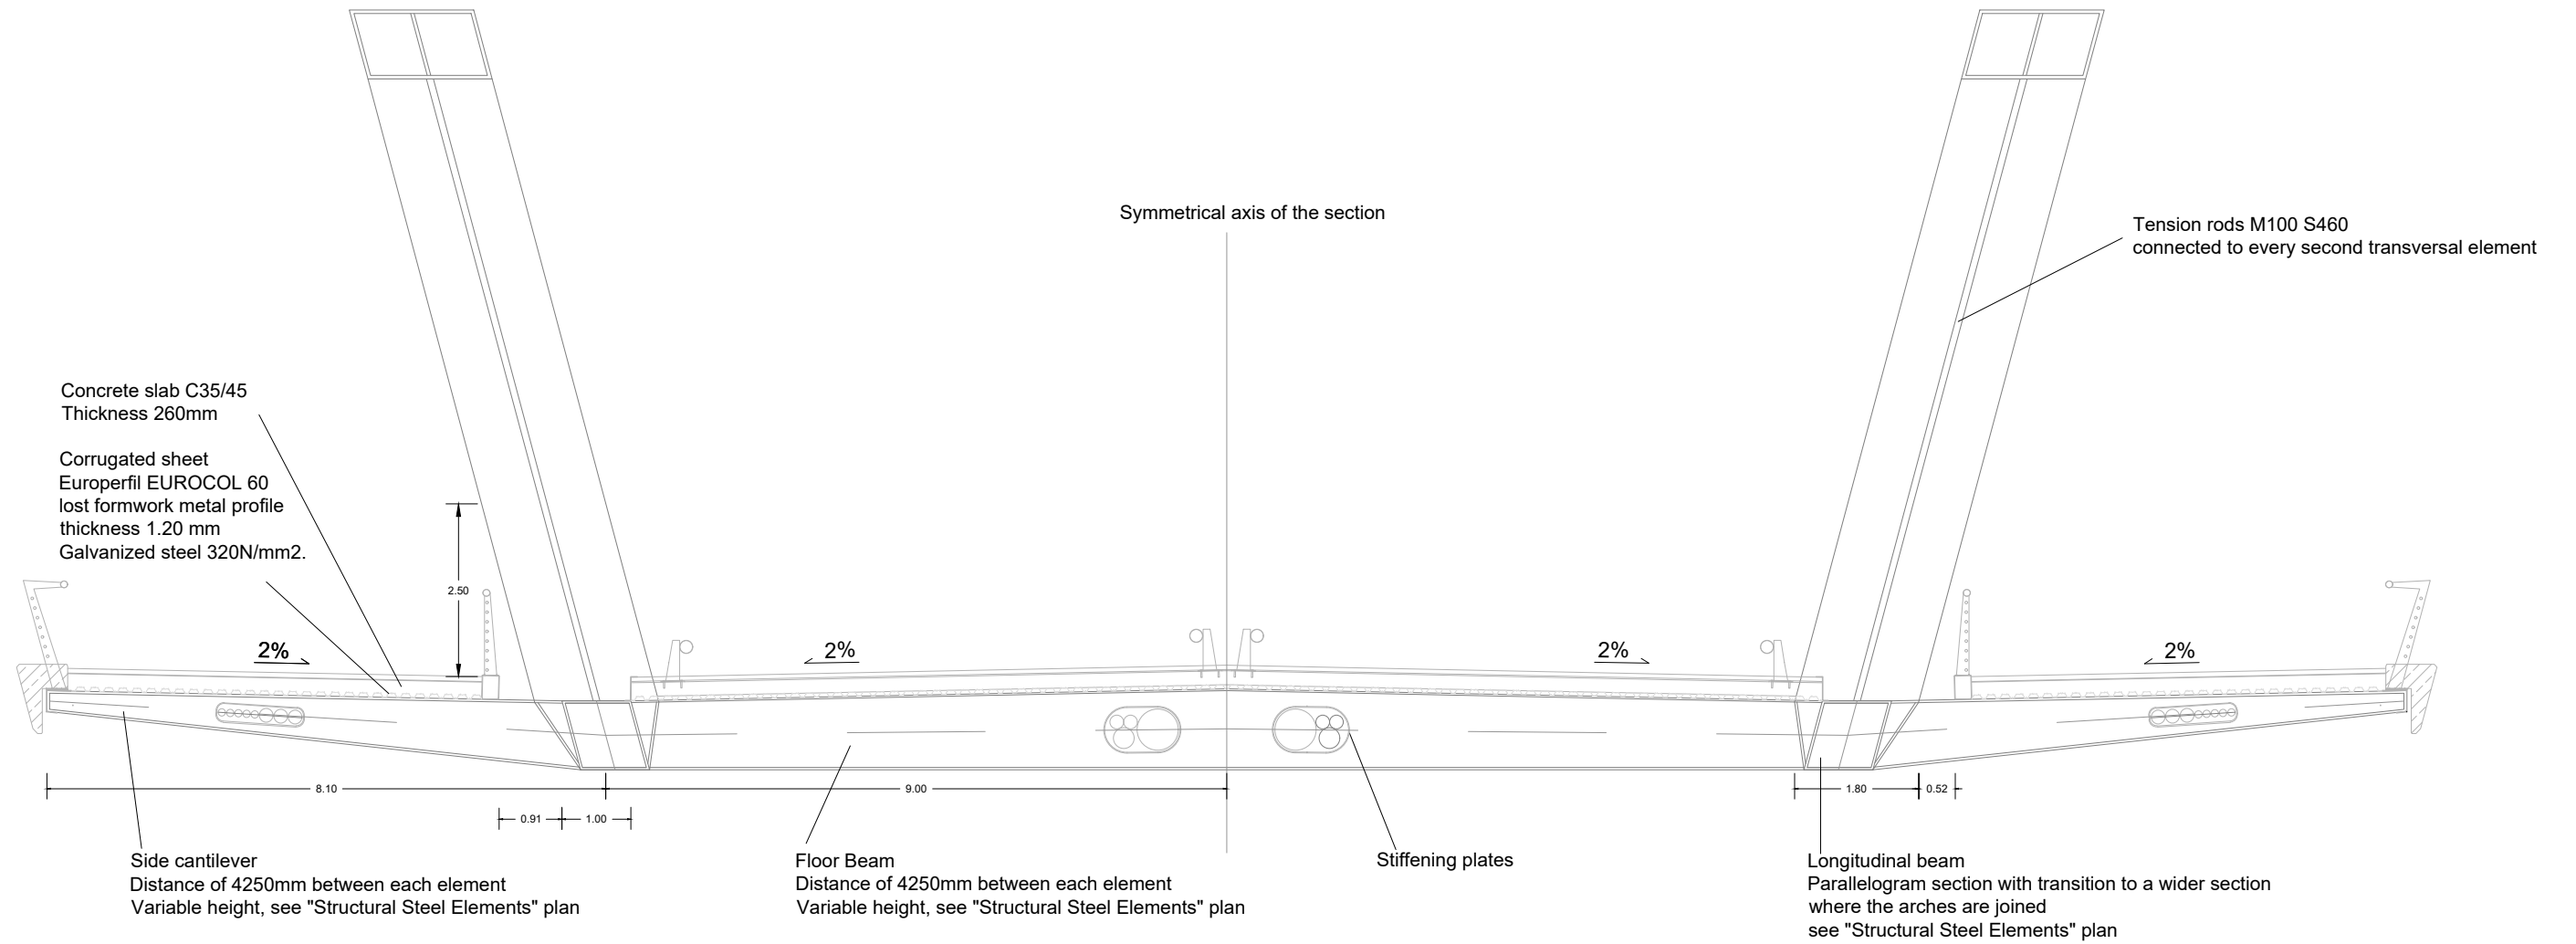 Symmetrical axis of the section
Tension rods M100 S460
connected to every second transversal element
Concrete slab C35/45
Thickness 260mm
Corrugated sheet
Europerfil EUROCOL 60
lost formwork metal profile
thickness 1.20 mm
Galvanized steel 320N/mm2.
2.50
2%
2%
2%
2%
8.10
9.00
1.80
0.52
0.91
1.00
Side cantilever
Distance of 4250mm between each element
Variable height, see "Structural Steel Elements" plan
Floor Beam
Distance of 4250mm between each element
Variable height, see "Structural Steel Elements" plan
Stiffening plates
Longitudinal beam
Parallelogram section with transition to a wider section
where the arches are joined
see "Structural Steel Elements" plan